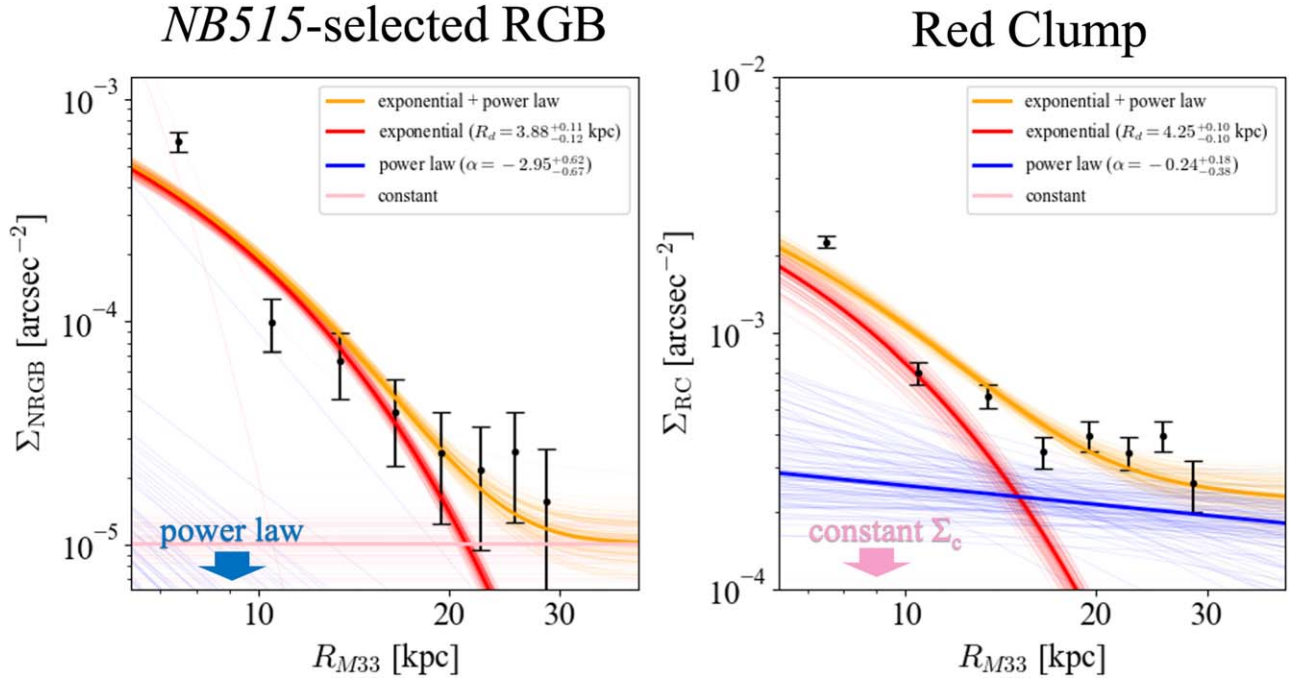 NB515-selected RGB
10⁻³
10⁻⁴
10⁻⁵
Σ_NRGB [arcsec⁻²]
exponential + power law
exponential (R_d = 3.88^{+0.11}_{−0.12} kpc)
power law (α = −2.95^{+0.62}_{−0.67})
constant
power law
10
20
30
R_{M33} [kpc]
Red Clump
10⁻²
10⁻³
10⁻⁴
Σ_RC [arcsec⁻²]
exponential + power law
exponential (R_d = 4.25^{+0.10}_{−0.10} kpc)
power law (α = −0.24^{+0.18}_{−0.38})
constant
constant Σ_c
10
20
30
R_{M33} [kpc]